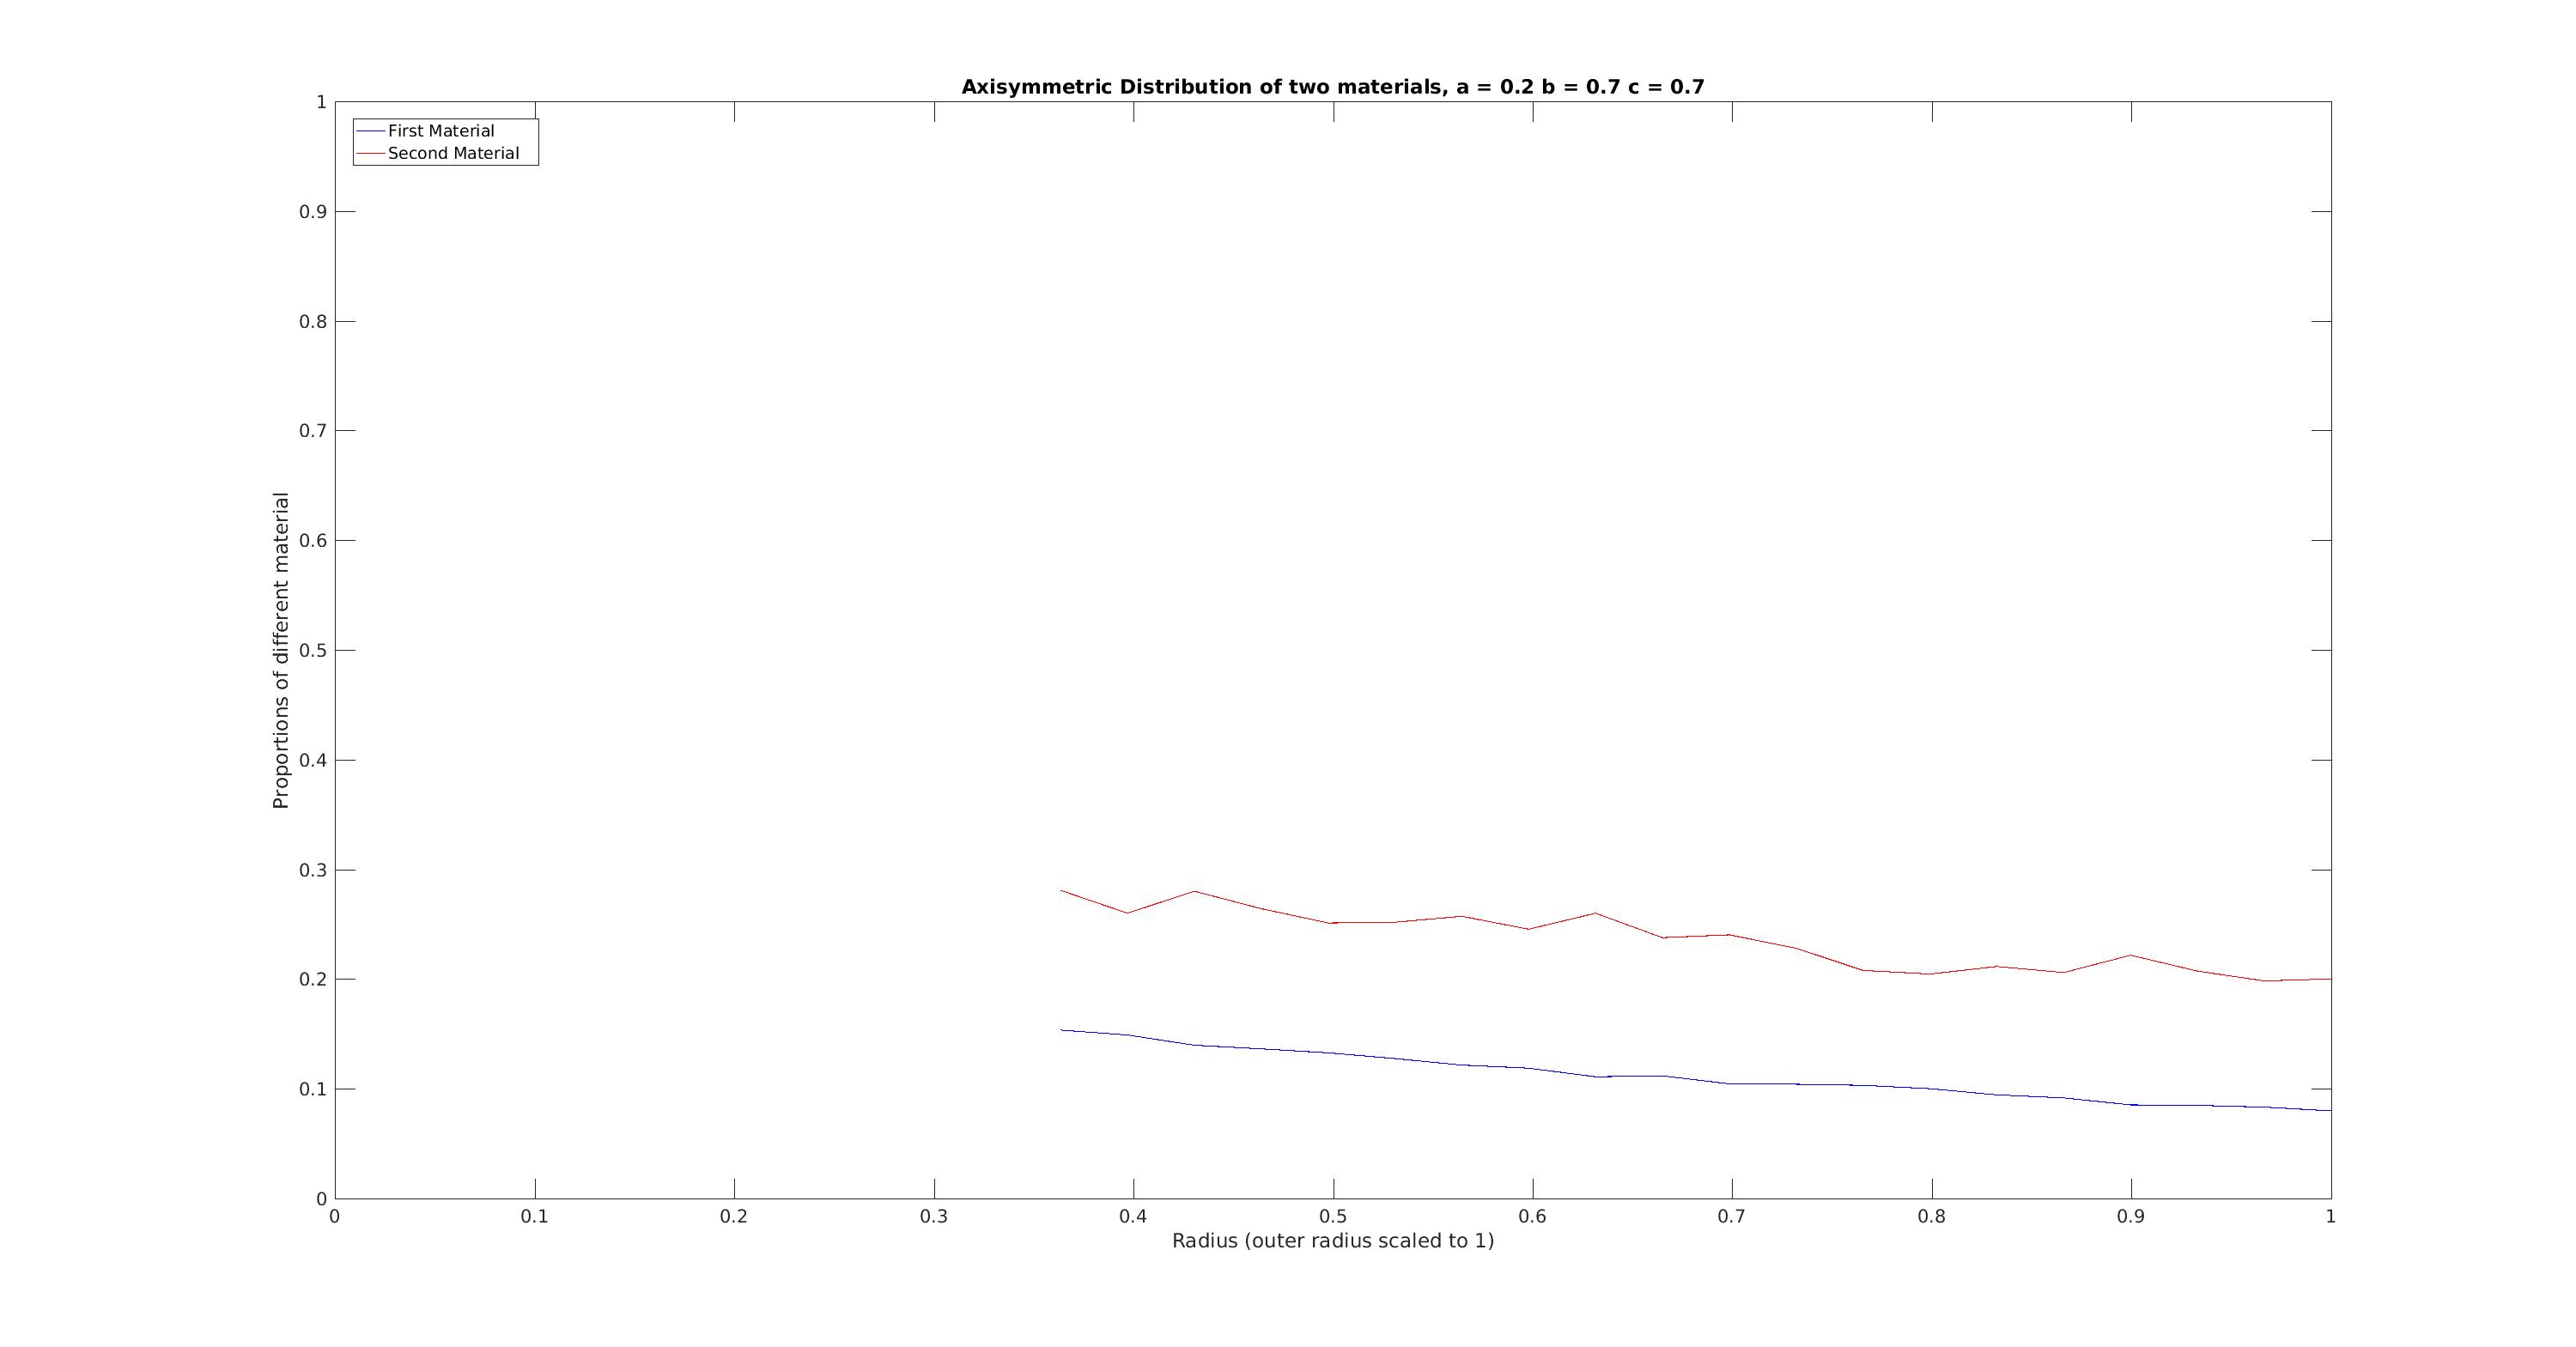 Axisymmetric Distribution of two materials, a = 0.2 b = 0.7 c = 0.7
First Material
Second Material
Proportions of different material
1
0.9
0.8
0.7
0.6
0.5
0.4
0.3
0.2
0.1
0
0 0.1 0.2 0.3 0.4 0.5 0.6 0.7 0.8 0.9 1
Radius (outer radius scaled to 1)